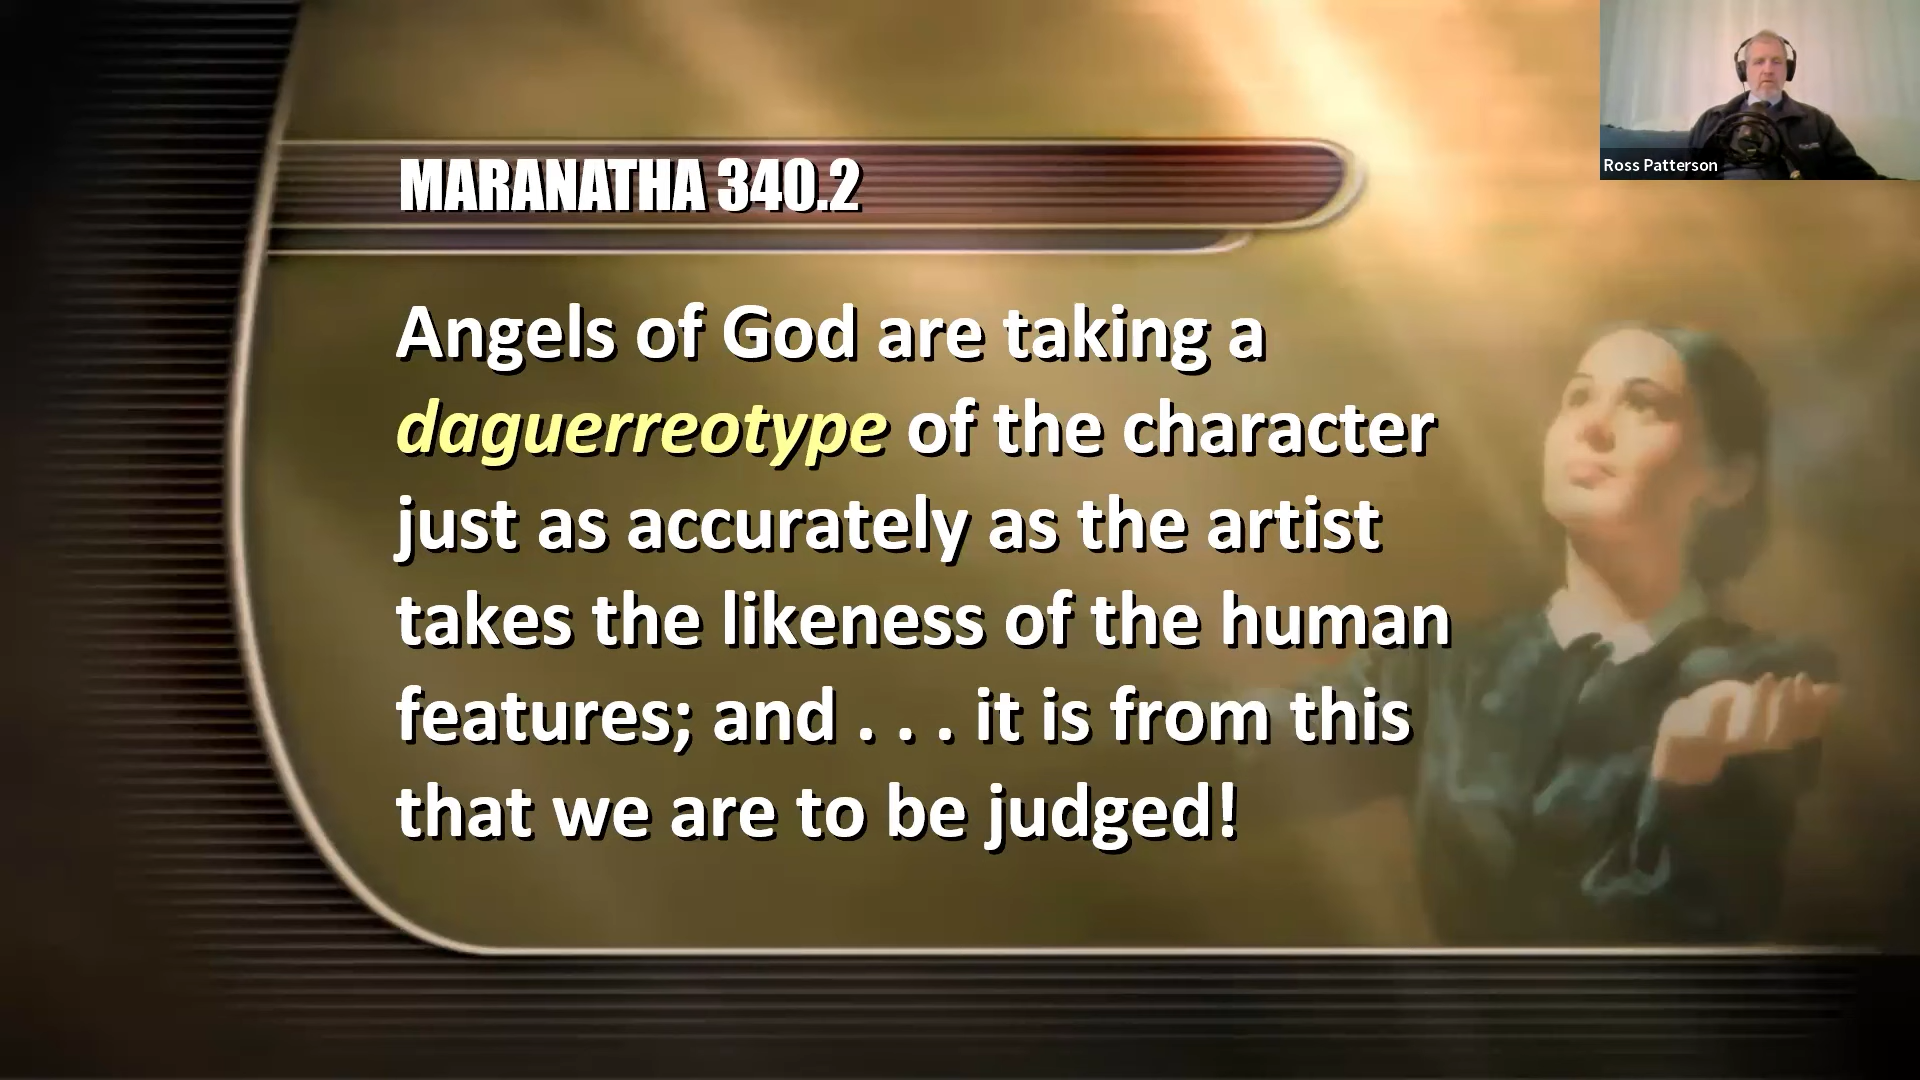 MARANATHA 340.2
Ross Patterson
Angels of God are taking a
daguerreotype of the character
just as accurately as the artist
takes the likeness of the human
features; and . . . it is from this
that we are to be judged!